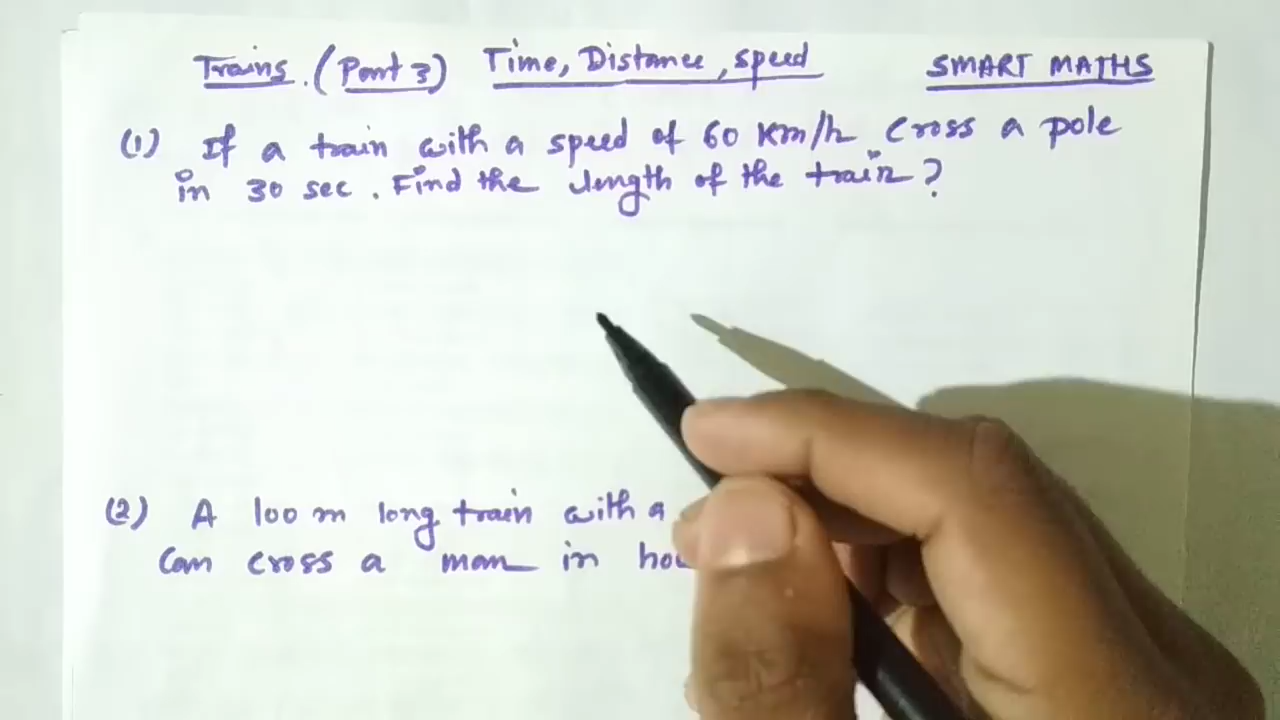 Trains. (Part 3) Time, Distance, speed SMART MATHS
(1) If a train with a speed of 60 Km/h cross a pole
in 30 sec. Find the length of the train?
(2) A 100 m long train with a
Can cross a man in